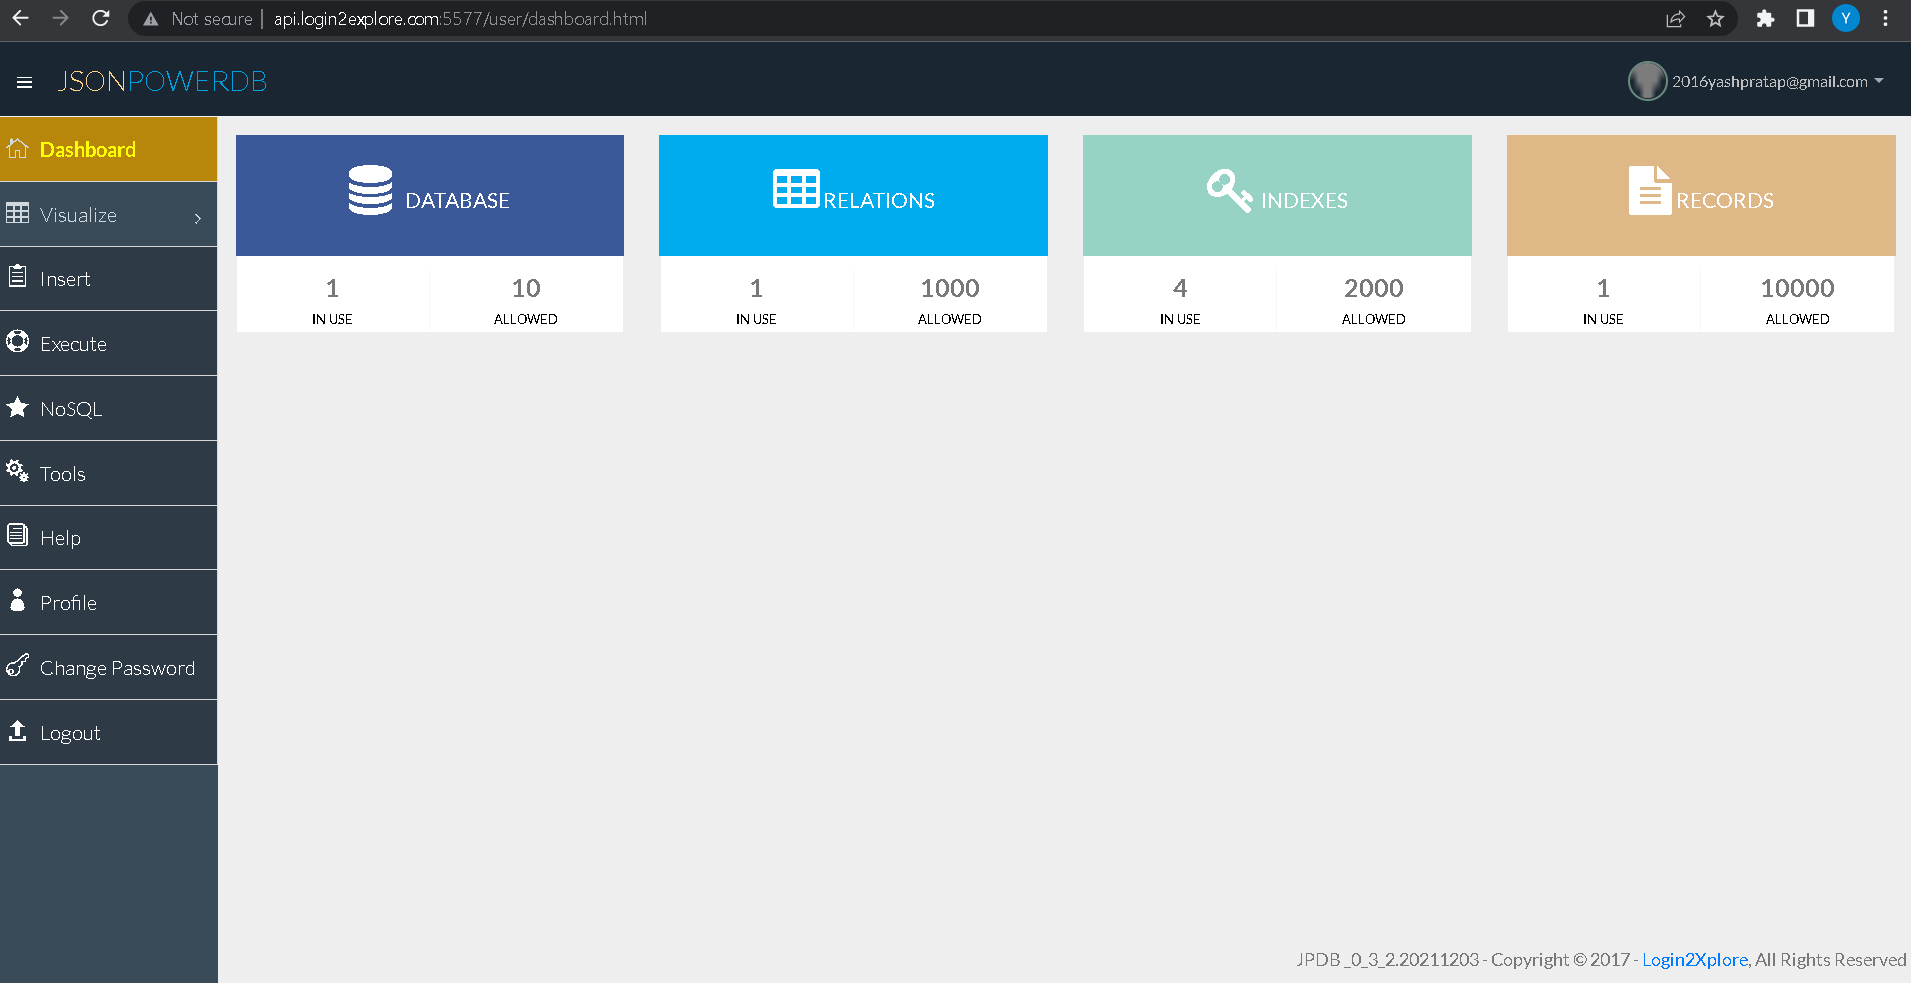 Not secure | api.login2explore.com:5577/user/dashboard.html
Y
JSONPOWERDB
2016yashpratap@gmail.com
Dashboard
Visualize
Insert
Execute
NoSQL
Tools
Help
Profile
Change Password
Logout
DATABASE
1 10
IN USE ALLOWED
RELATIONS
1 1000
IN USE ALLOWED
INDEXES
4 2000
IN USE ALLOWED
RECORDS
1 10000
IN USE ALLOWED
JPDB _0_3_2.20211203 - Copyright © 2017 - Login2Xplore, All Rights Reserved